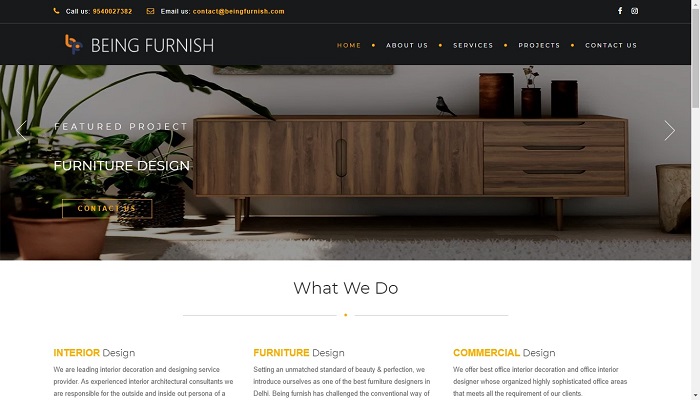 Call us: 9540027382 Email us: contact@beingfurnish.com
BEING FURNISH
HOME ABOUT US SERVICES PROJECTS CONTACT US
FEATURED PROJECT
FURNITURE DESIGN
CONTACT US
What We Do
INTERIOR Design
We are leading interior decoration and designing service
provider. As experienced interior architectural consultants we
are responsible for the outside and inside out persona of a
FURNITURE Design
Setting an unmatched standard of beauty & perfection, we
introduce ourselves as one of the best furniture designers in
Delhi. Being furnish has challenged the conventional way of
COMMERCIAL Design
We offer best office interior decoration and office interior
designer whose organized highly sophisticated office areas
that meets all the requirement of our clients.